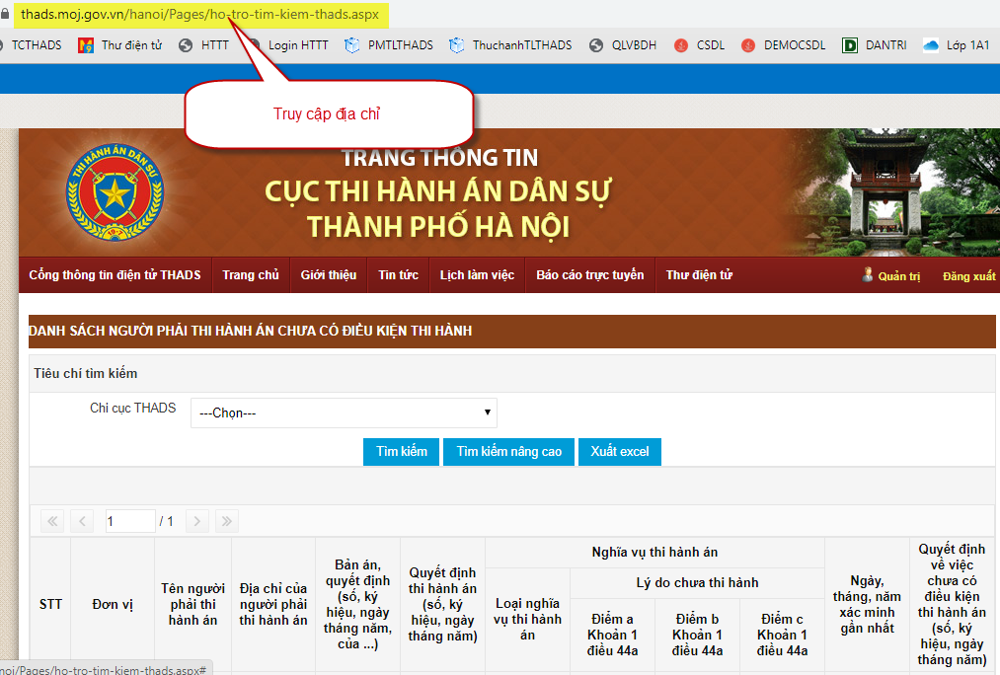 thads.moj.gov.vn/hanoi/Pages/ho-tro-tim-kiem-thads.aspx
TCTHADS Thư điện tử HTTT Login HTTT PMTLTHADS ThuchanhTLTHADS QLVBDH CSDL DEMOCSDL DANTRI Lớp 1A1
Truy cập địa chỉ
THI HÀNH ÁN DÂN SỰ
TRANG THÔNG TIN
CỤC THI HÀNH ÁN DÂN SỰ
THÀNH PHỐ HÀ NỘI
Cổng thông tin điện tử THADS Trang chủ Giới thiệu Tin tức Lịch làm việc Báo cáo trực tuyến Thư điện tử Quản trị Đăng xuất
DANH SÁCH NGƯỜI PHẢI THI HÀNH ÁN CHƯA CÓ ĐIỀU KIỆN THI HÀNH
Tiêu chí tìm kiếm
Chi cục THADS ---Chọn---
Tìm kiếm Tìm kiếm nâng cao Xuất excel
1 / 1
STT
Đơn vị
Tên người
phải thi
hành án
Địa chỉ của
người phải
thi hành án
Bản án,
quyết định
(số, ký
hiệu, ngày
tháng năm,
của ...)
Quyết định
thi hành án
(số, ký
hiệu, ngày
tháng năm)
Nghĩa vụ thi hành án
Loại nghĩa
vụ thi hành
án
Lý do chưa thi hành
Điểm a
Khoản 1
điều 44a
Điểm b
Khoản 1
điều 44a
Điểm c
Khoản 1
điều 44a
Ngày,
tháng, năm
xác minh
gần nhất
Quyết định
về việc
chưa có
điều kiện
thi hành án
(số, ký
hiệu, ngày
tháng năm)
noi/Pages/ho-tro-tim-kiem-thads.aspx#